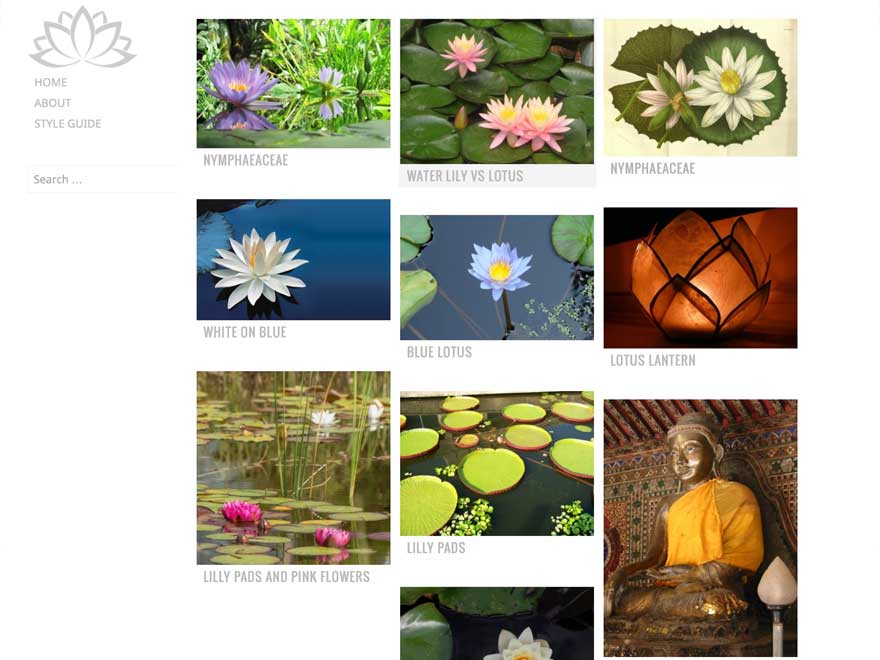 HOME
ABOUT
STYLE GUIDE
Search ...
NYMPHAEACEAE
WATER LILY VS LOTUS
NYMPHAEACEAE
WHITE ON BLUE
BLUE LOTUS
LOTUS LANTERN
LILLY PADS AND PINK FLOWERS
LILLY PADS